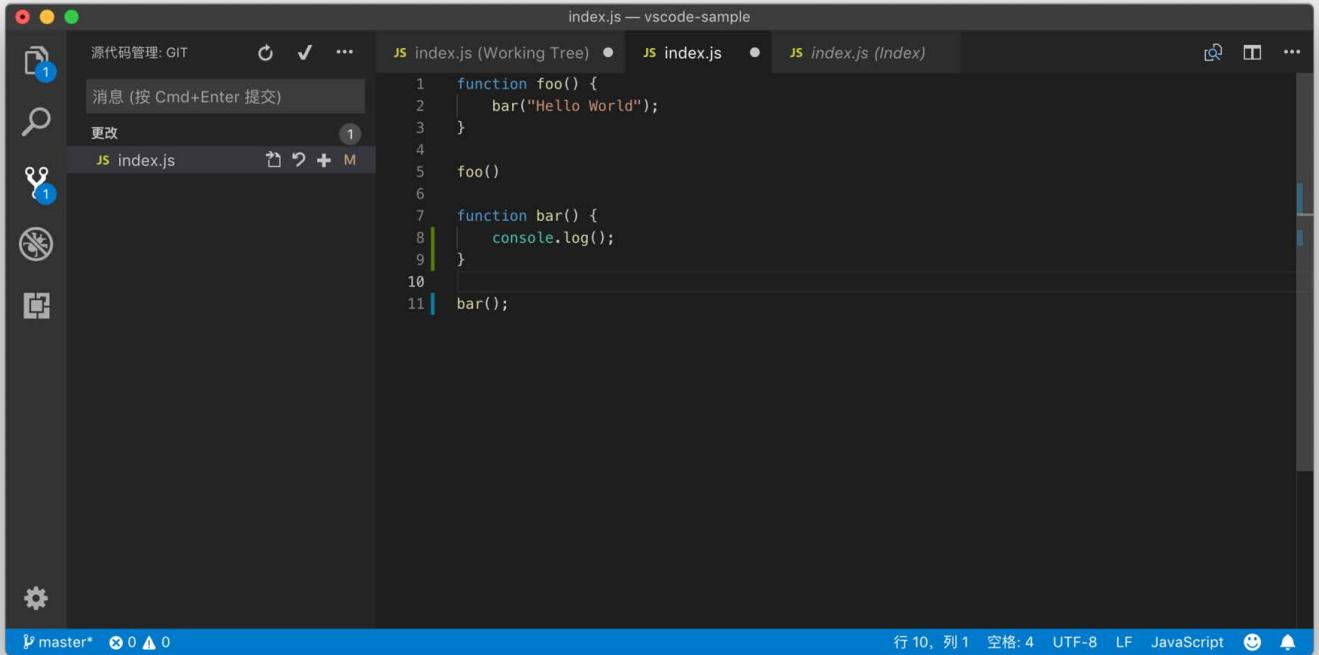 index.js — vscode-sample
源代码管理: GIT
JS index.js (Working Tree)
JS index.js
JS index.js (Index)
1
消息 (按 Cmd+Enter 提交)
更改 1
JS index.js M
1
1 function foo() {
2 bar("Hello World");
3 }
4
5 foo()
6
7 function bar() {
8 console.log();
9 }
10
11 bar();
master* 0 0
行 10，列 1 空格: 4 UTF-8 LF JavaScript